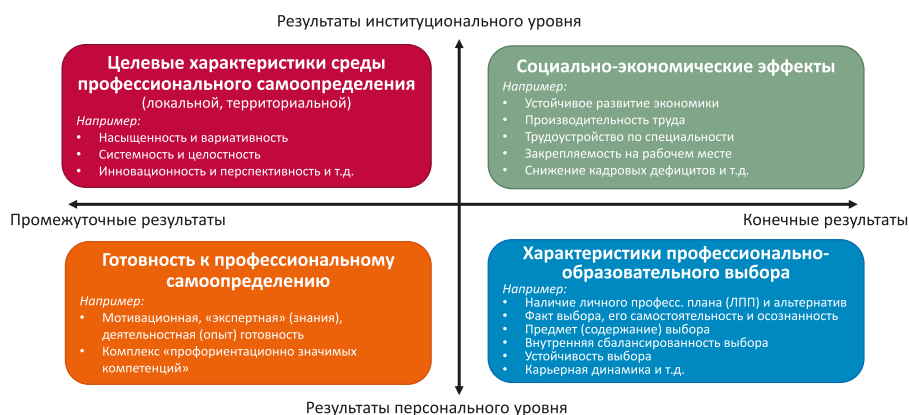 Результаты институционального уровня
Целевые характеристики среды
профессионального самоопределения
(локальной, территориальной)
Например:
• Насыщенность и вариативность
• Системность и целостность
• Инновационность и перспективность и т.д.
Социально-экономические эффекты
Например:
• Устойчивое развитие экономики
• Производительность труда
• Трудоустройство по специальности
• Закрепляемость на рабочем месте
• Снижение кадровых дефицитов и т.д.
Промежуточные результаты
Конечные результаты
Готовность к профессиональному
самоопределению
Например:
• Мотивационная, «экспертная» (знания),
деятельностная (опыт) готовность
• Комплекс «профориентационно значимых
компетенций»
Характеристики профессионально-
образовательного выбора
Например:
• Наличие личного професс. плана (ЛПП) и альтернатив
• Факт выбора, его самостоятельность и осознанность
• Предмет (содержание) выбора
• Внутренняя сбалансированность выбора
• Устойчивость выбора
• Карьерная динамика и т.д.
Результаты персонального уровня